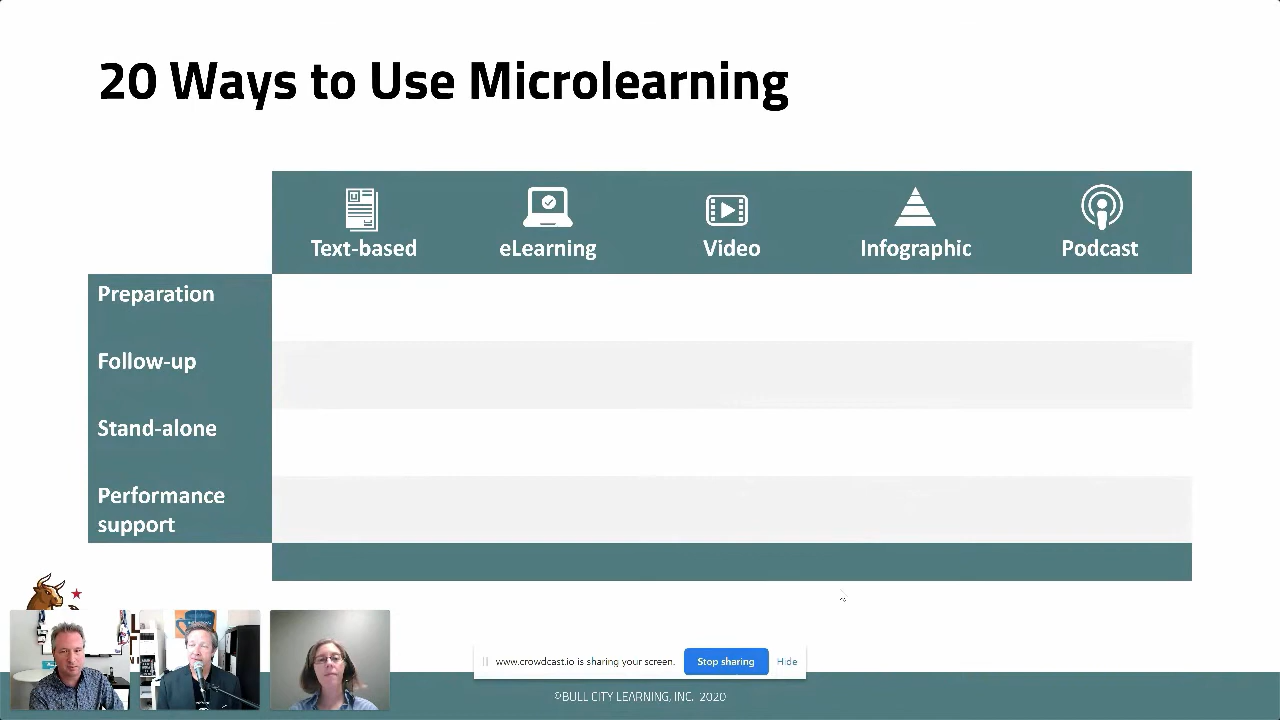 20 Ways to Use Microlearning
Text-based
eLearning
Video
Infographic
Podcast
Preparation
Follow-up
Stand-alone
Performance
support
www.crowdcast.io is sharing your screen.
Stop sharing
Hide
©BULL CITY LEARNING, INC. 2020